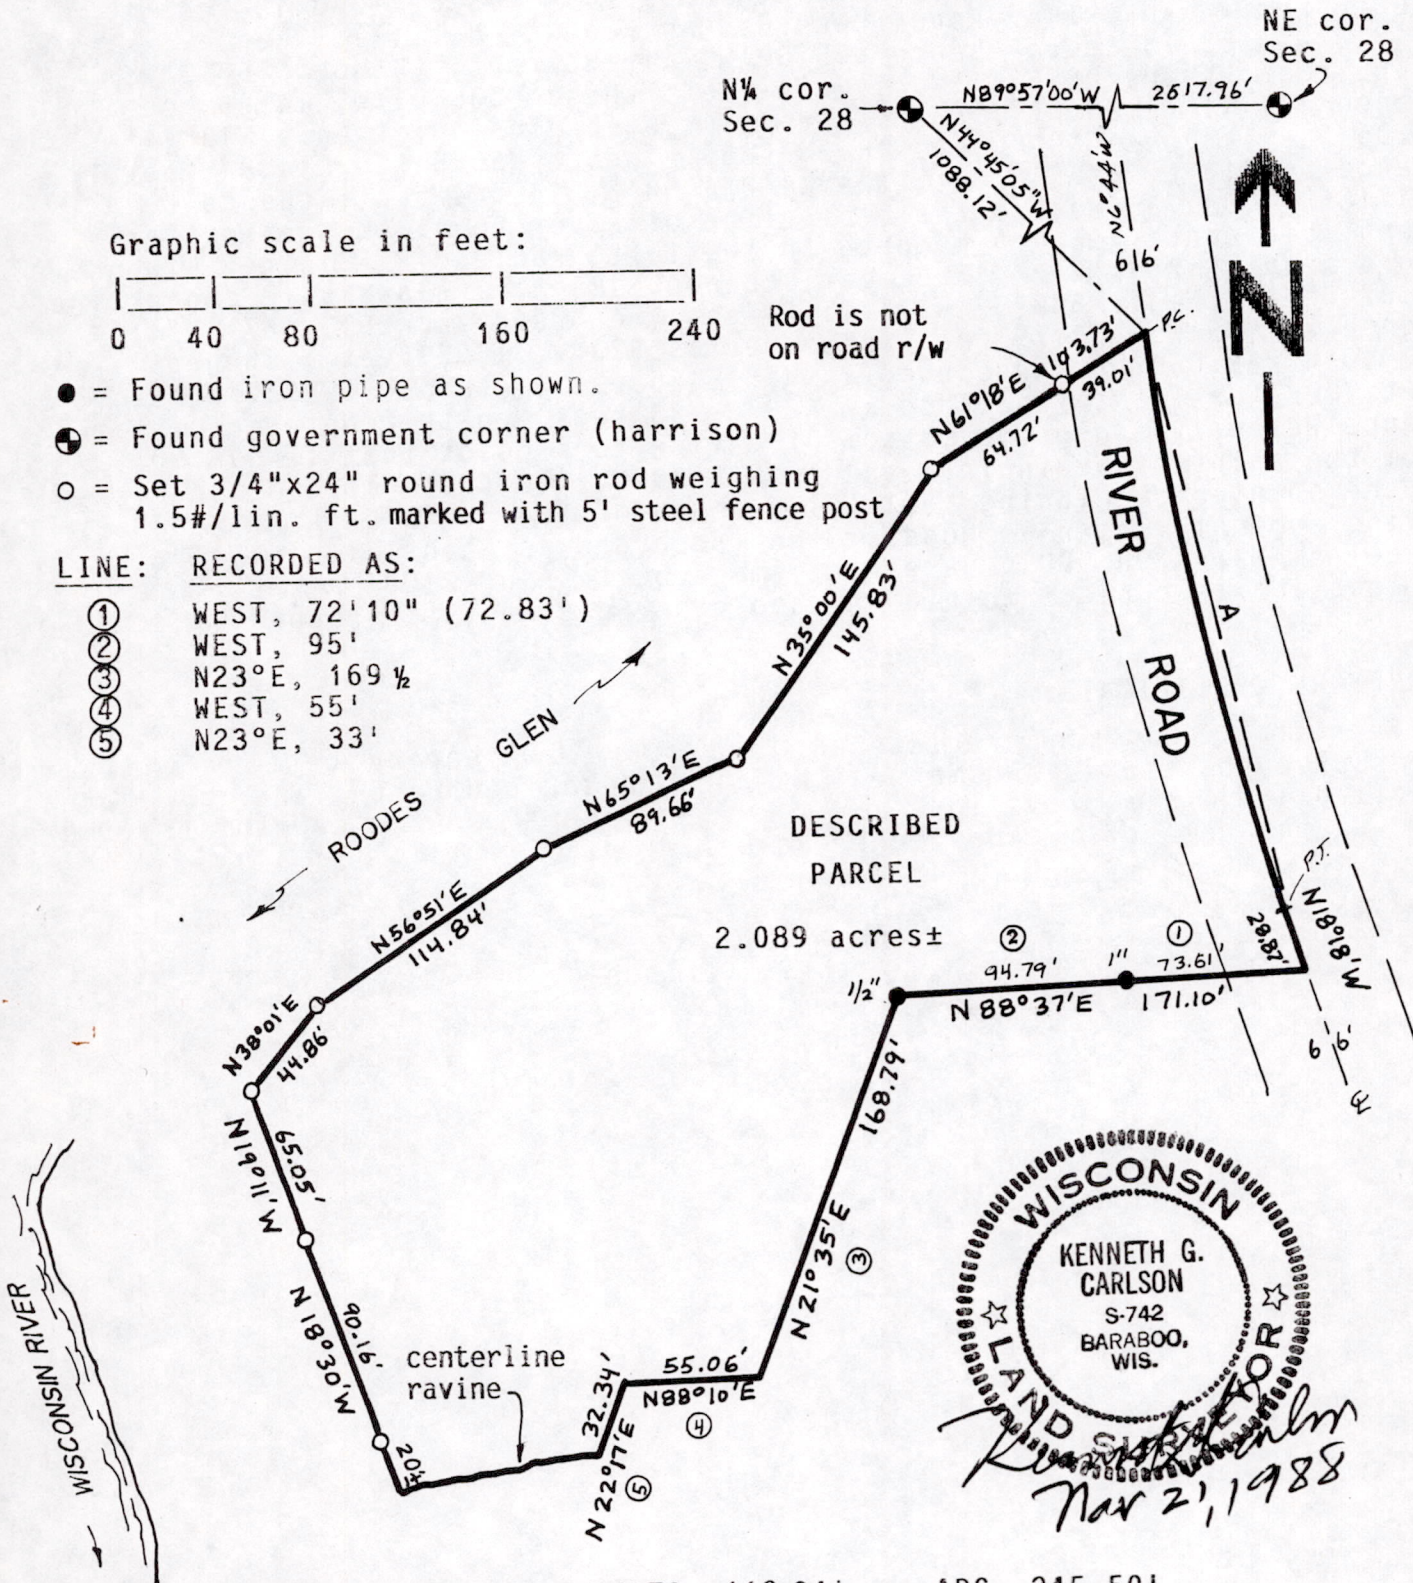 NE cor.
Sec. 28
N¼ cor.
Sec. 28
N89°57'00"W 2617.96'
N44°45'05"W
1088.12'
66'
N
Graphic scale in feet:
0 40 80 160 240
Rod is not
on road r/w
P.C.
● = Found iron pipe as shown.
= Found government corner (harrison)
○ = Set 3/4"x24" round iron rod weighing
1.5#/lin. ft. marked with 5' steel fence post
LINE: RECORDED AS:
① WEST, 72'10" (72.83')
② WEST, 95'
③ N23°E, 169 ½
④ WEST, 55'
⑤ N23°E, 33'
N61°18'E 103.73'
64.72' 39.01'
RIVER
ROAD
A
N35°00'E
145.83'
GLEN
ROODES
N65°13'E
89.66'
DESCRIBED
PARCEL
2.089 acres±
P.T.
N18°18'W
28.87'
② ①
94.79' 1" 73.61'
1/2"
N88°37'E 171.10'
66'
N56°51'E
114.84'
N38°01'E
44.86'
N19°11'W
65.05'
N18°30'W
90.16'
168.79'
N21°35'E
③
centerline
ravine
20'±
32.34'
N22°17'E
⑤
55.06'
N88°10'E
④
WISCONSIN RIVER
WISCONSIN
KENNETH G.
CARLSON
S-742
BARABOO,
WIS.
LAND SURVEYOR
Mar 21, 1988